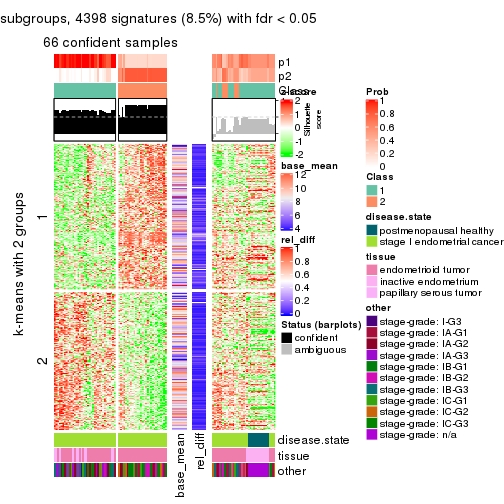 subgroups, 4398 signatures (8.5%) with fdr < 0.05
66 confident samples
p1
p2
Class
Silhouette
score
k-means with 2 groups
1
2
disease.state
tissue
other
base_mean
rel_diff
z-score
2
1
0
-1
-2
base_mean
12
10
8
6
4
rel_diff
1
0.8
0.6
0.4
0.2
0
Status (barplots)
confident
ambiguous
Prob
1
0.8
0.6
0.4
0.2
0
Class
1
2
disease.state
postmenopausal healthy
stage I endometrial cancer
tissue
endometrioid tumor
inactive endometrium
papillary serous tumor
other
stage-grade: I-G3
stage-grade: IA-G1
stage-grade: IA-G2
stage-grade: IA-G3
stage-grade: IB-G1
stage-grade: IB-G2
stage-grade: IB-G3
stage-grade: IC-G1
stage-grade: IC-G2
stage-grade: IC-G3
stage-grade: n/a